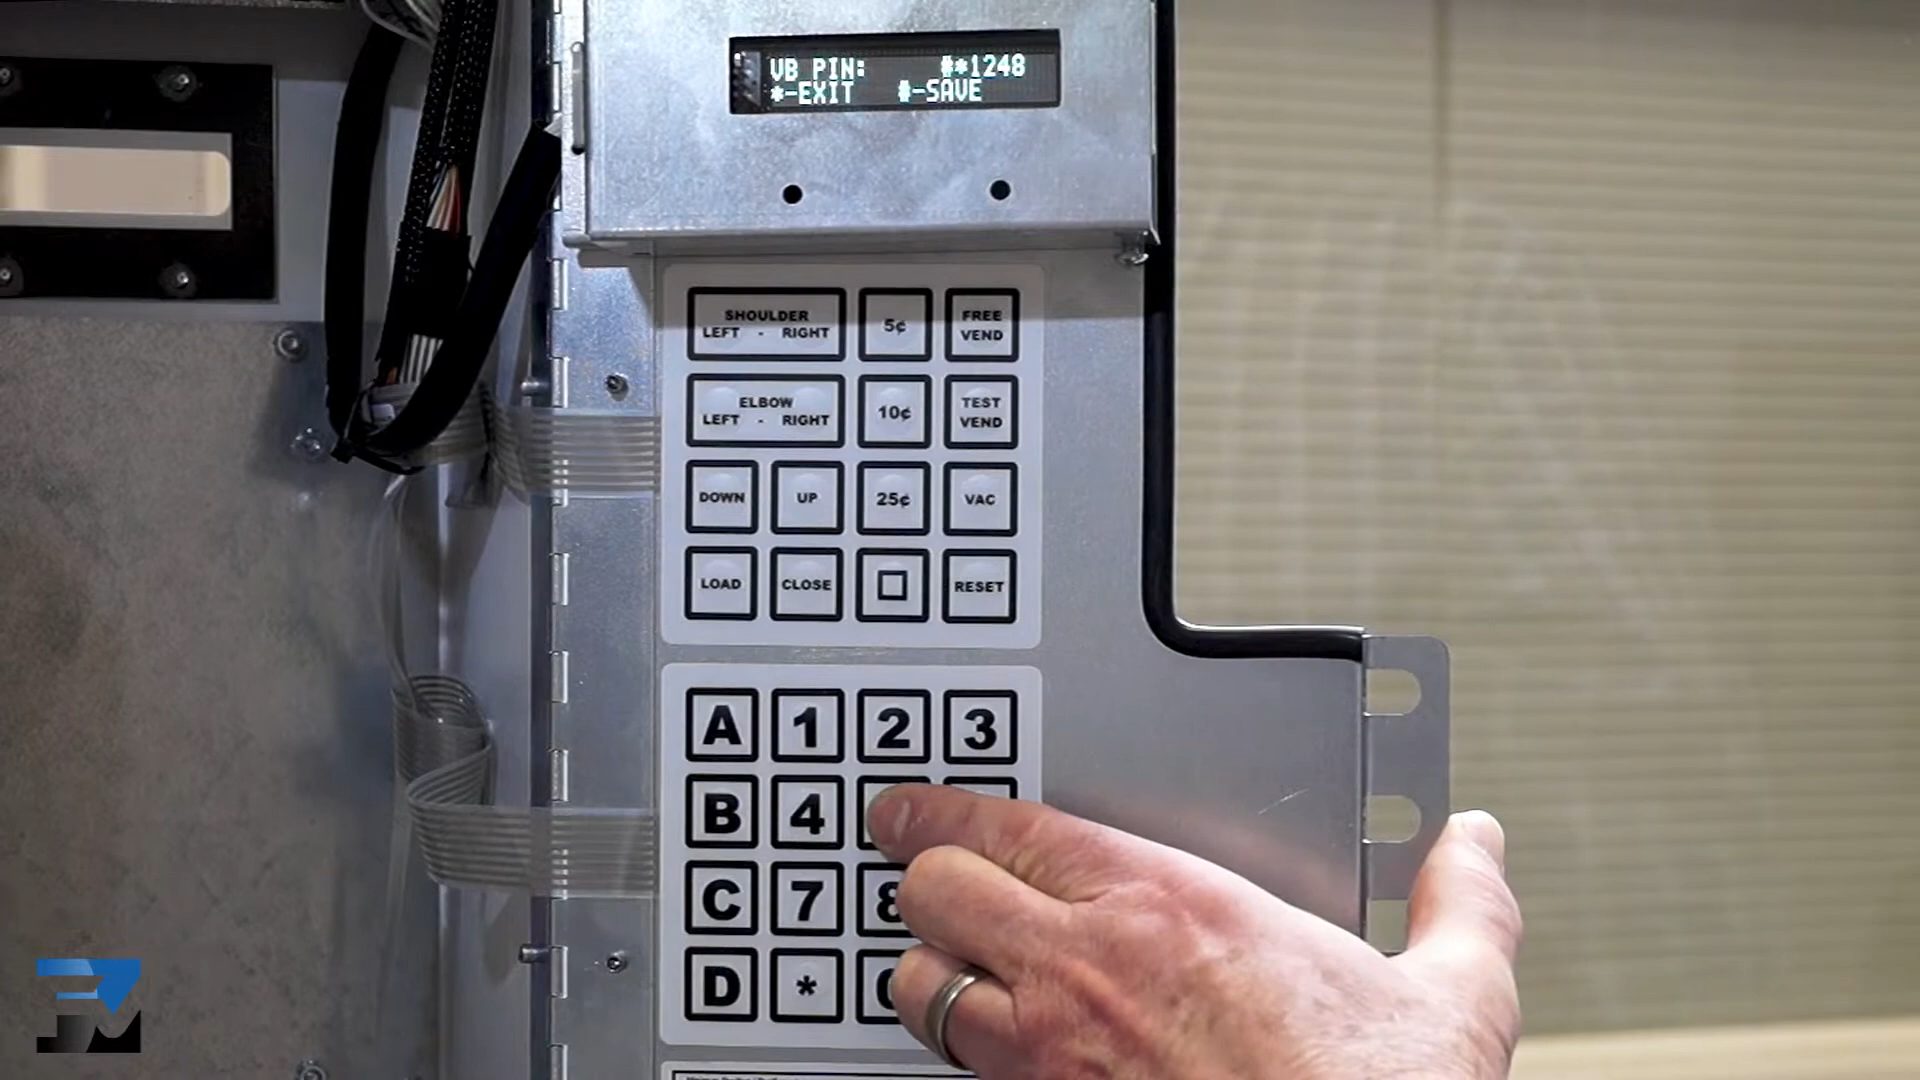 VB PIN: #*1248
*-EXIT #-SAVE
SHOULDER
LEFT - RIGHT
5¢
FREE
VEND
ELBOW
LEFT - RIGHT
10¢
TEST
VEND
DOWN
UP
25¢
VAC
LOAD
CLOSE
RESET
A 1 2 3
B 4
C 7 8
D *